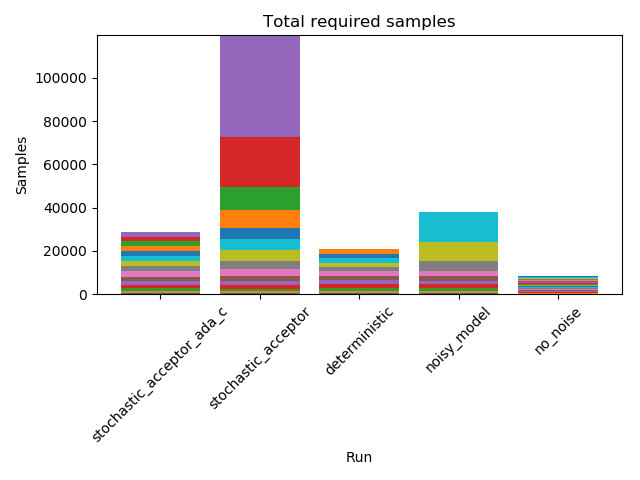 Total required samples
Samples
100000
80000
60000
40000
20000
0
stochastic_acceptor_ada_c
stochastic_acceptor
deterministic
noisy_model
no_noise
Run